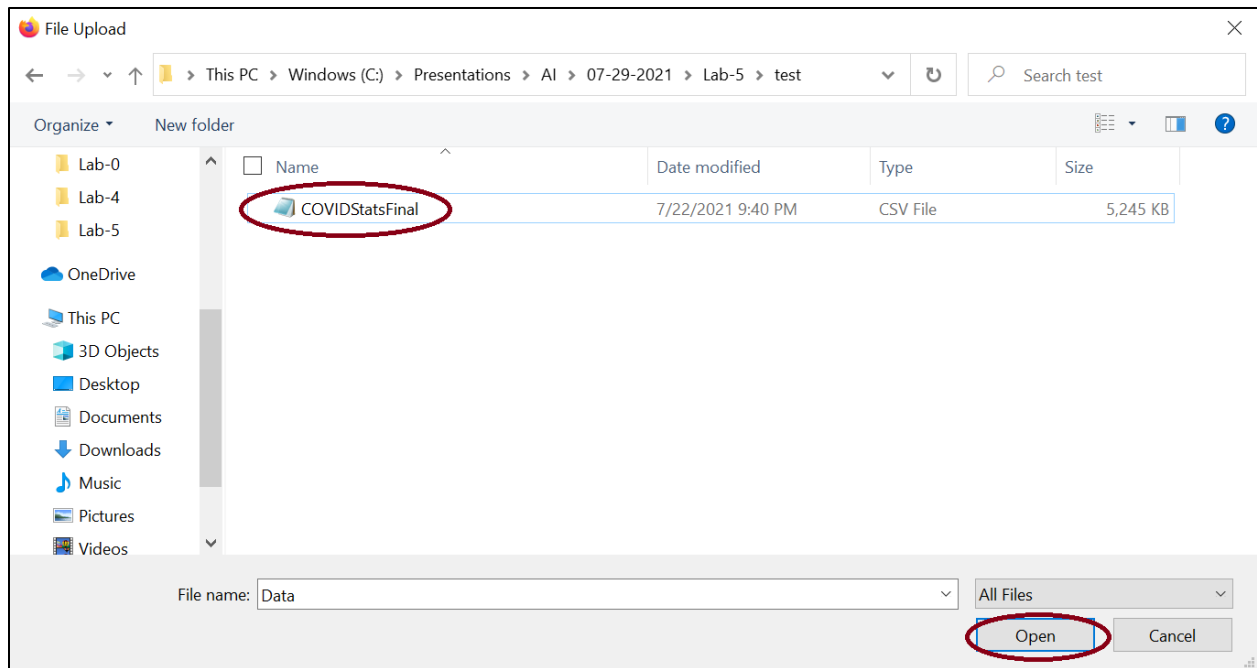 File Upload
This PC > Windows (C:) > Presentations > AI > 07-29-2021 > Lab-5 > test
Search test
Organize
New folder
Lab-0
Lab-4
Lab-5
OneDrive
This PC
3D Objects
Desktop
Documents
Downloads
Music
Pictures
Videos
Name Date modified Type Size
COVIDStatsFinal 7/22/2021 9:40 PM CSV File 5,245 KB
File name: Data
All Files
Open Cancel